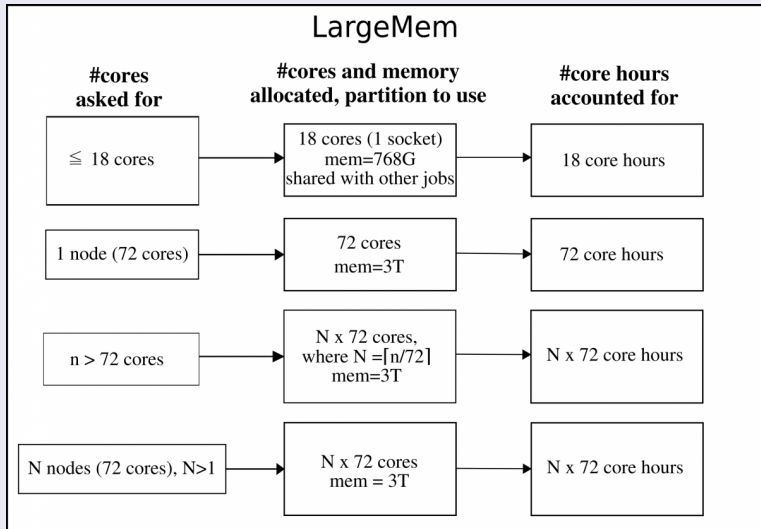 LargeMem
#cores
asked for
#cores and memory
allocated, partition to use
#core hours
accounted for
≦ 18 cores
18 cores (1 socket)
mem=768G
shared with other jobs
18 core hours
1 node (72 cores)
72 cores
mem=3T
72 core hours
n > 72 cores
N x 72 cores,
where N =⌈n/72⌉
mem=3T
N x 72 core hours
N nodes (72 cores), N>1
N x 72 cores
mem = 3T
N x 72 core hours